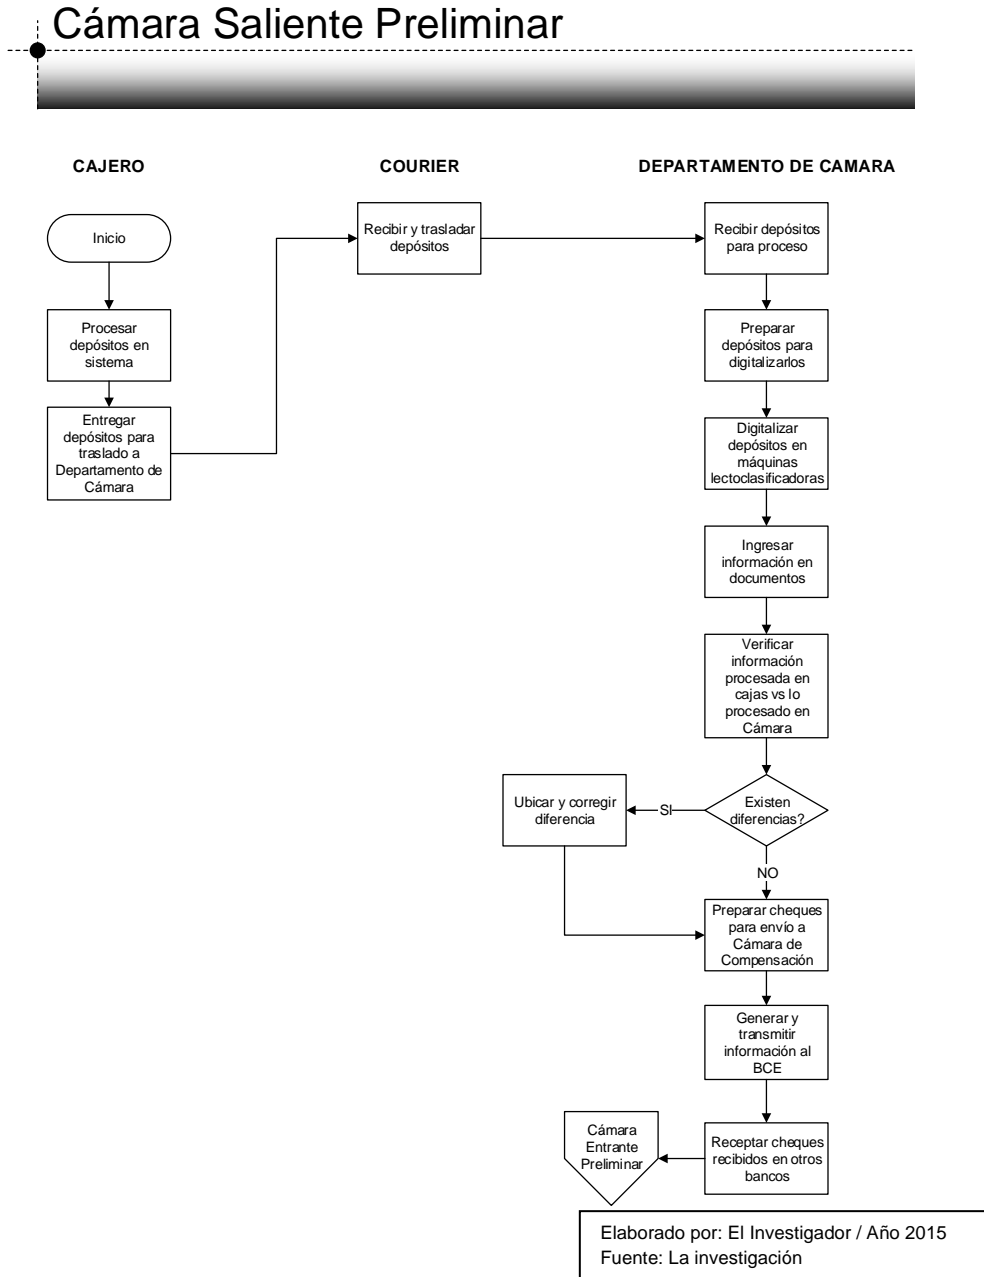 Cámara Saliente Preliminar
CAJERO
COURIER
DEPARTAMENTO DE CAMARA
Inicio
Procesar
depósitos en
sistema
Entregar
depósitos para
traslado a
Departamento de
Cámara
Recibir y trasladar
depósitos
Recibir depósitos
para proceso
Preparar
depósitos para
digitalizarlos
Digitalizar
depósitos en
máquinas
lectoclasificadoras
Ingresar
información en
documentos
Verificar
información
procesada en
cajas vs lo
procesado en
Cámara
Existen
diferencias?
SI
Ubicar y corregir
diferencia
NO
Preparar cheques
para envío a
Cámara de
Compensación
Generar y
transmitir
información al
BCE
Receptar cheques
recibidos en otros
bancos
Cámara
Entrante
Preliminar
Elaborado por: El Investigador / Año 2015
Fuente: La investigación